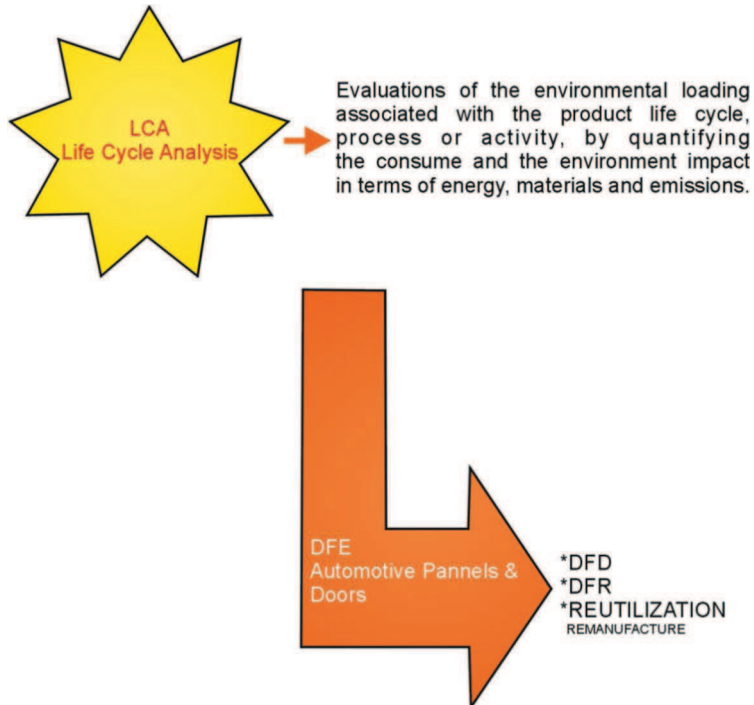 LCA
Life Cycle Analysis
Evaluations of the environmental loading
associated with the product life cycle,
process or activity, by quantifying
the consume and the environment impact
in terms of energy, materials and emissions.
DFE
Automotive Pannels &
Doors
*DFD
*DFR
*REUTILIZATION
REMANUFACTURE